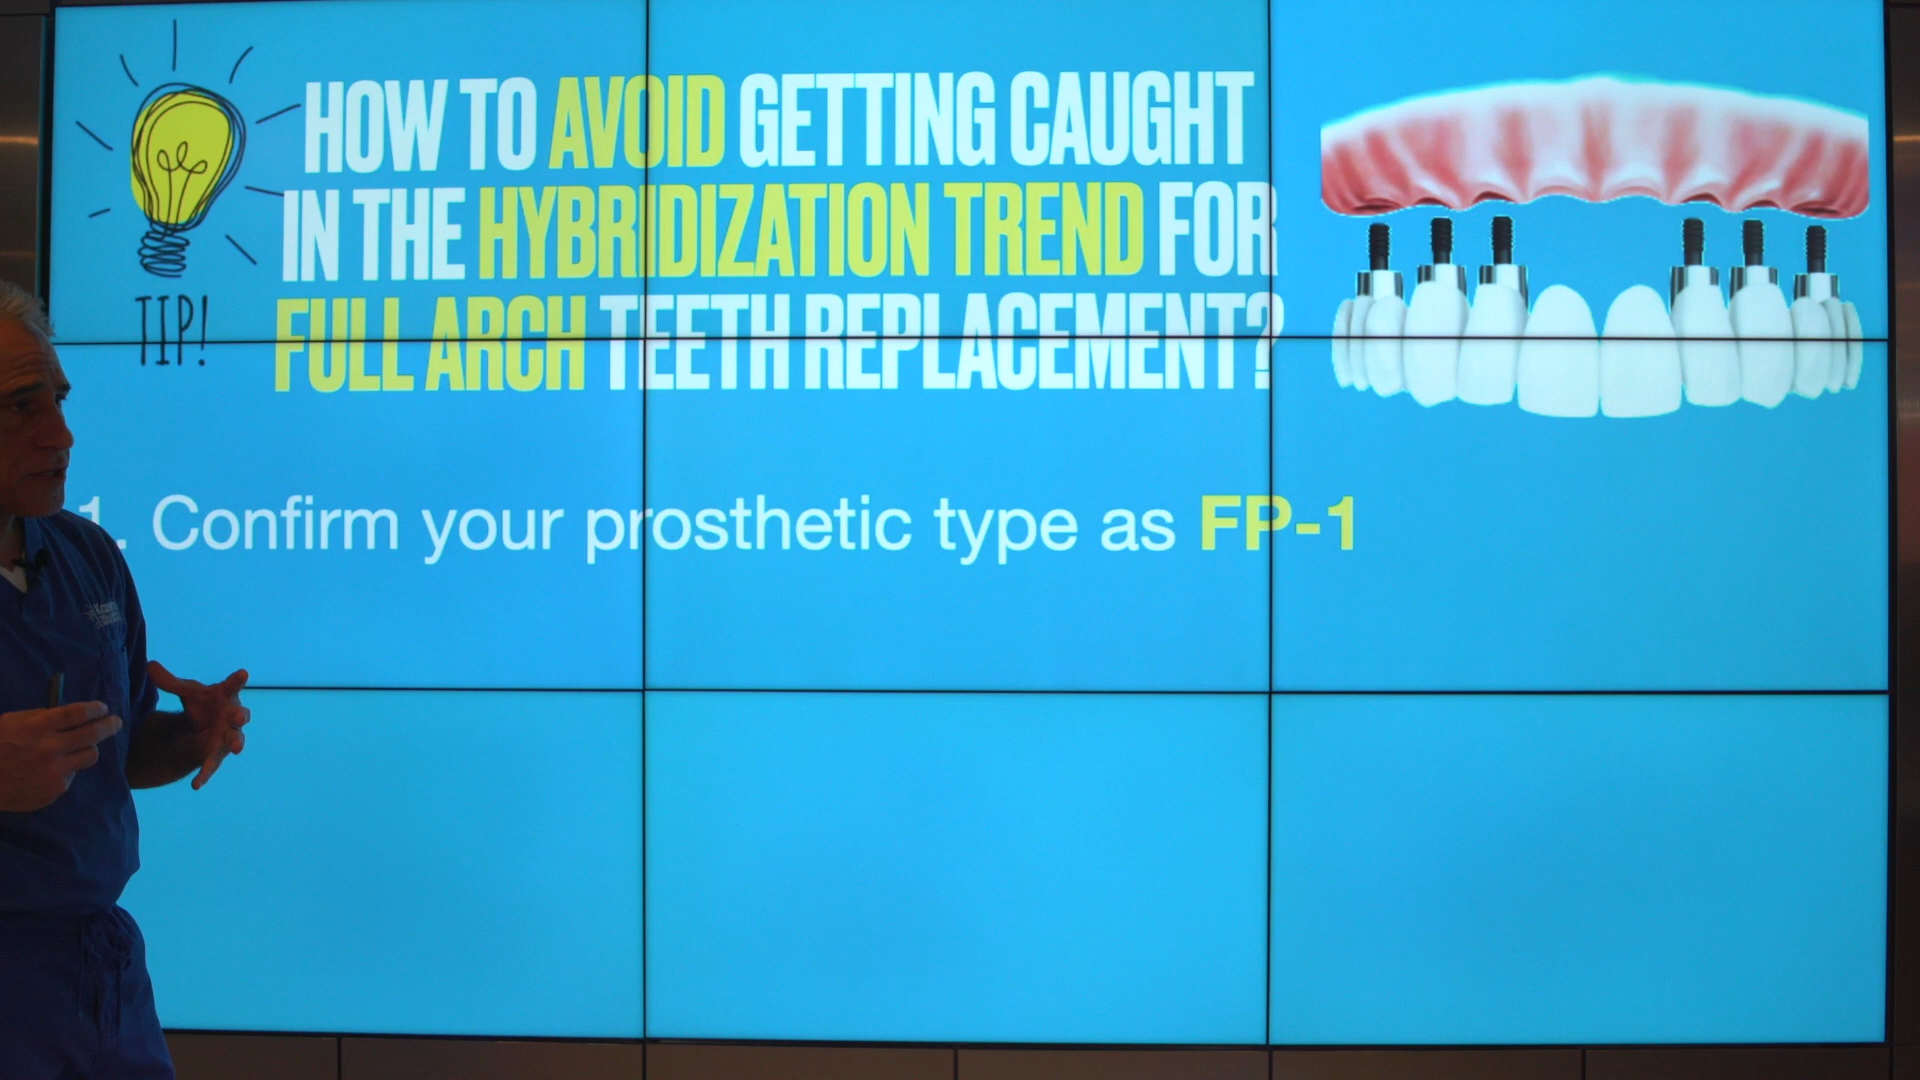 HOW TO AVOID GETTING CAUGHT
IN THE HYBRIDIZATION TREND FOR
FULL ARCH TEETH REPLACEMENT?
TIP!
1. Confirm your prosthetic type as FP-1